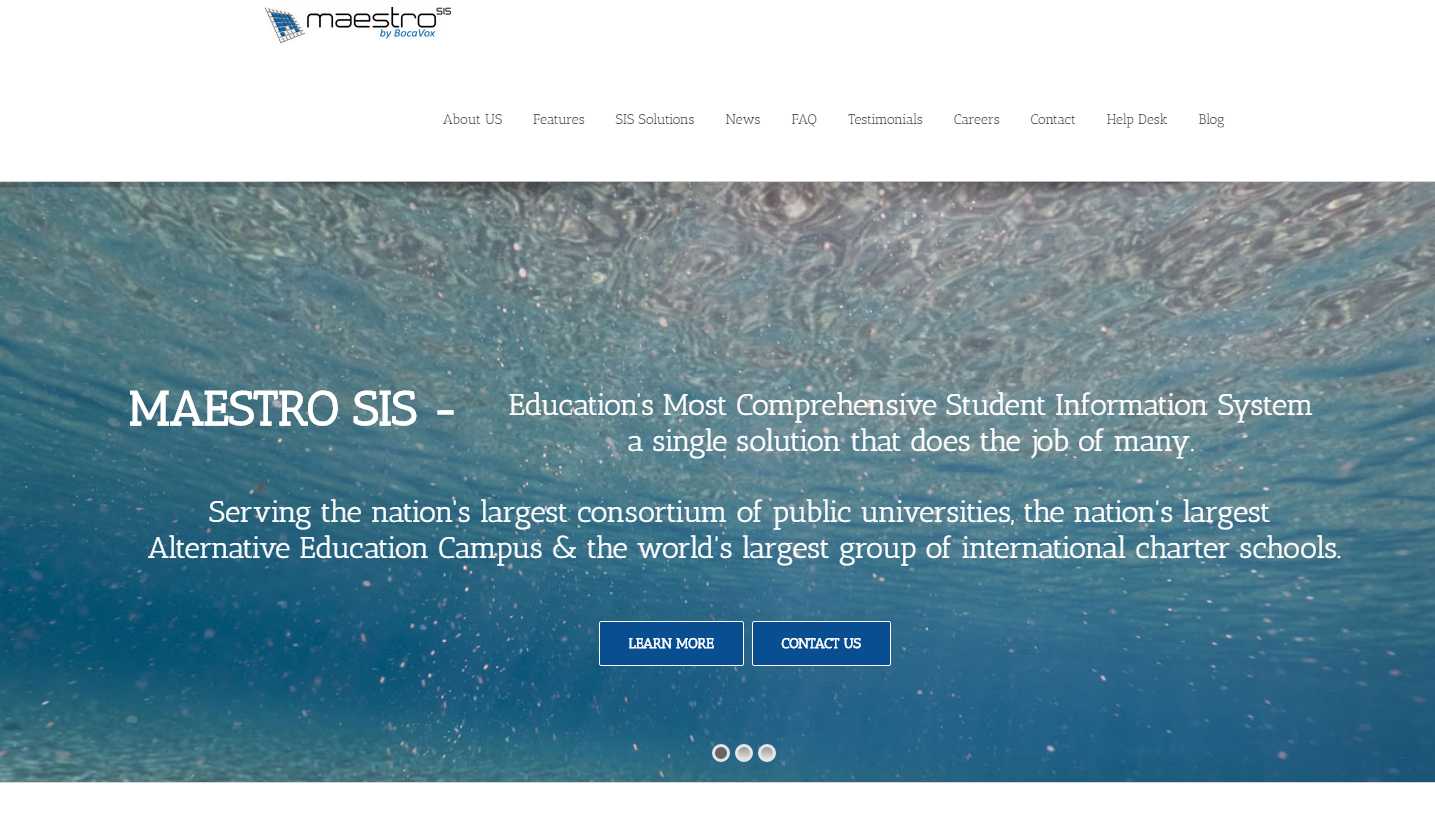 maestro SIS
by BocaVox
About US Features SIS Solutions News FAQ Testimonials Careers Contact Help Desk Blog
MAESTRO SIS - Education's Most Comprehensive Student Information System
a single solution that does the job of many.
Serving the nation's largest consortium of public universities, the nation's largest
Alternative Education Campus & the world's largest group of international charter schools.
LEARN MORE CONTACT US